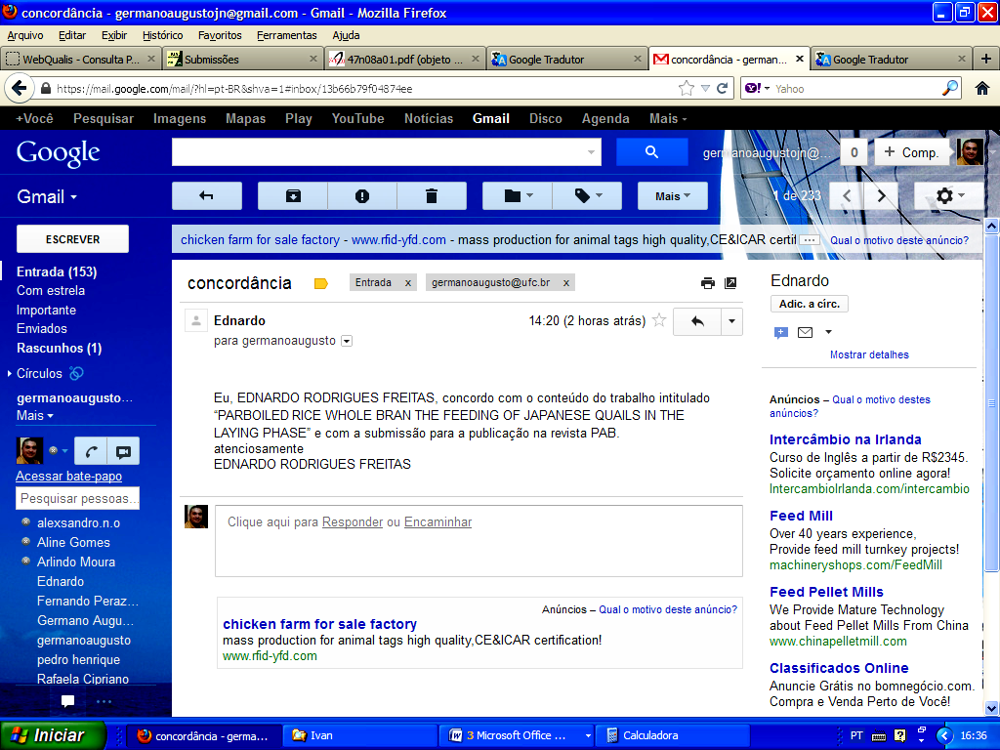 concordância - germanoaugustojn@gmail.com - Gmail - Mozilla Firefox
Arquivo Editar Exibir Histórico Favoritos Ferramentas Ajuda
WebQualis - Consulta P... × Submissões × 47n08a01.pdf (objeto ... × Google Tradutor × concordância - german... × Google Tradutor × +
https://mail.google.com/mail/?hl=pt-BR&shva=1#inbox/13b66b79f04874ee Yahoo
+Você Pesquisar Imagens Mapas Play YouTube Notícias Gmail Disco Agenda Mais
Google germanoaugustojn@... 0 + Comp.
Gmail Mais 1 de 233
ESCREVER
chicken farm for sale factory - www.rfid-yfd.com - mass production for animal tags high quality,CE&ICAR certif ... Qual o motivo deste anúncio?
Entrada (153)
Com estrela
Importante
Enviados
Rascunhos (1)
Círculos
germanoaugusto...
Mais
Acessar bate-papo
Pesquisar pessoas...
alexsandro.n.o
Aline Gomes
Arlindo Moura
Ednardo
Fernando Peraz...
Germano Augu...
germanoaugusto
pedro henrique
Rafaela Cipriano
concordância Entrada x germanoaugusto@ufc.br x
Ednardo 14:20 (2 horas atrás)
para germanoaugusto
Eu, EDNARDO RODRIGUES FREITAS, concordo com o conteúdo do trabalho intitulado
“PARBOILED RICE WHOLE BRAN THE FEEDING OF JAPANESE QUAILS IN THE
LAYING PHASE” e com a submissão para a publicação na revista PAB.
atenciosamente
EDNARDO RODRIGUES FREITAS
Clique aqui para Responder ou Encaminhar
Anúncios – Qual o motivo deste anúncio?
chicken farm for sale factory
mass production for animal tags high quality,CE&ICAR certification!
www.rfid-yfd.com
Ednardo
Adic. a círc.
Mostrar detalhes
Anúncios – Qual o motivo destes
anúncios?
Intercâmbio na Irlanda
Curso de Inglês a partir de R$2345.
Solicite orçamento online agora!
IntercambioIrlanda.com/intercambio
Feed Mill
Over 40 years experience,
Provide feed mill turnkey projects!
machineryshops.com/FeedMill
Feed Pellet Mills
We Provide Mature Technology
about Feed Pellet Mills From China
www.chinapelletmill.com
Classificados Online
Anuncie Grátis no bomnegócio.com.
Compra e Venda Perto de Você!
Iniciar concordância - germa... Ivan 3 Microsoft Office ... Calculadora PT 16:36